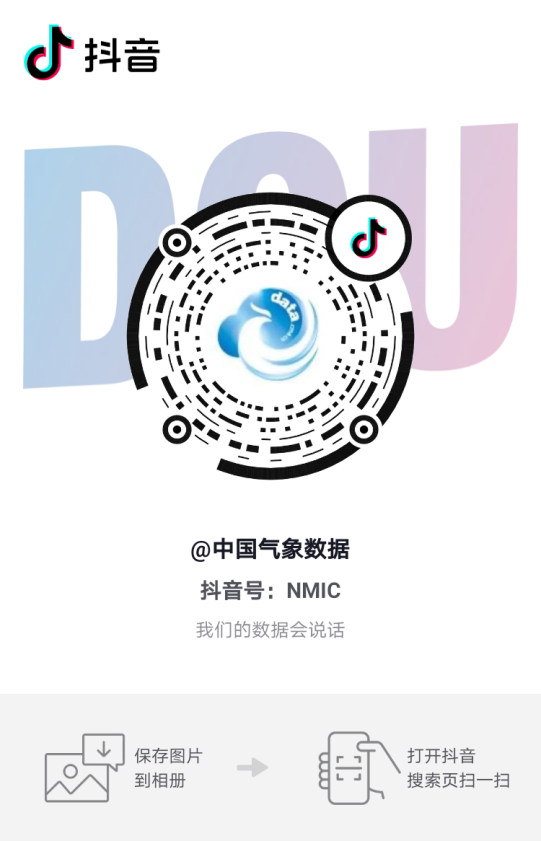 抖音
DOU
data
@中国气象数据
抖音号：NMIC
我们的数据会说话
保存图片
到相册
打开抖音
搜索页扫一扫